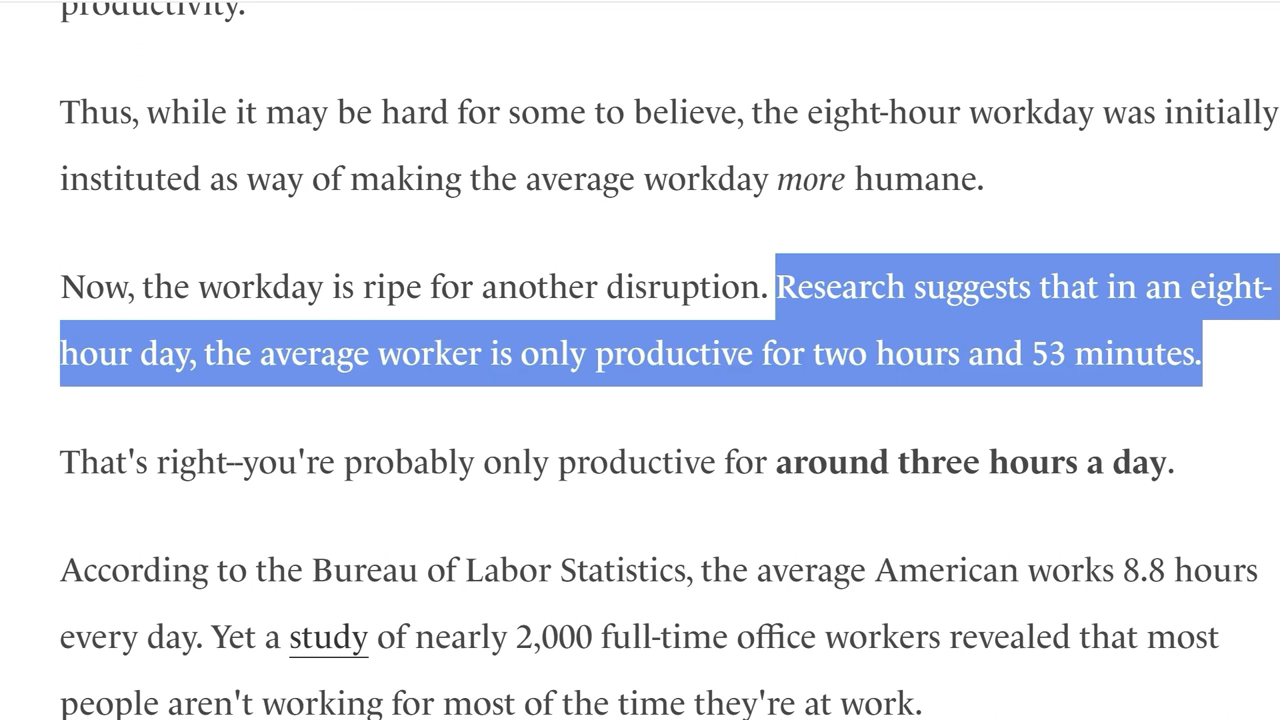 productivity.
Thus, while it may be hard for some to believe, the eight-hour workday was initially
instituted as way of making the average workday more humane.
Now, the workday is ripe for another disruption. Research suggests that in an eight-
hour day, the average worker is only productive for two hours and 53 minutes.
That's right--you're probably only productive for around three hours a day.
According to the Bureau of Labor Statistics, the average American works 8.8 hours
every day. Yet a study of nearly 2,000 full-time office workers revealed that most
people aren't working for most of the time they're at work.